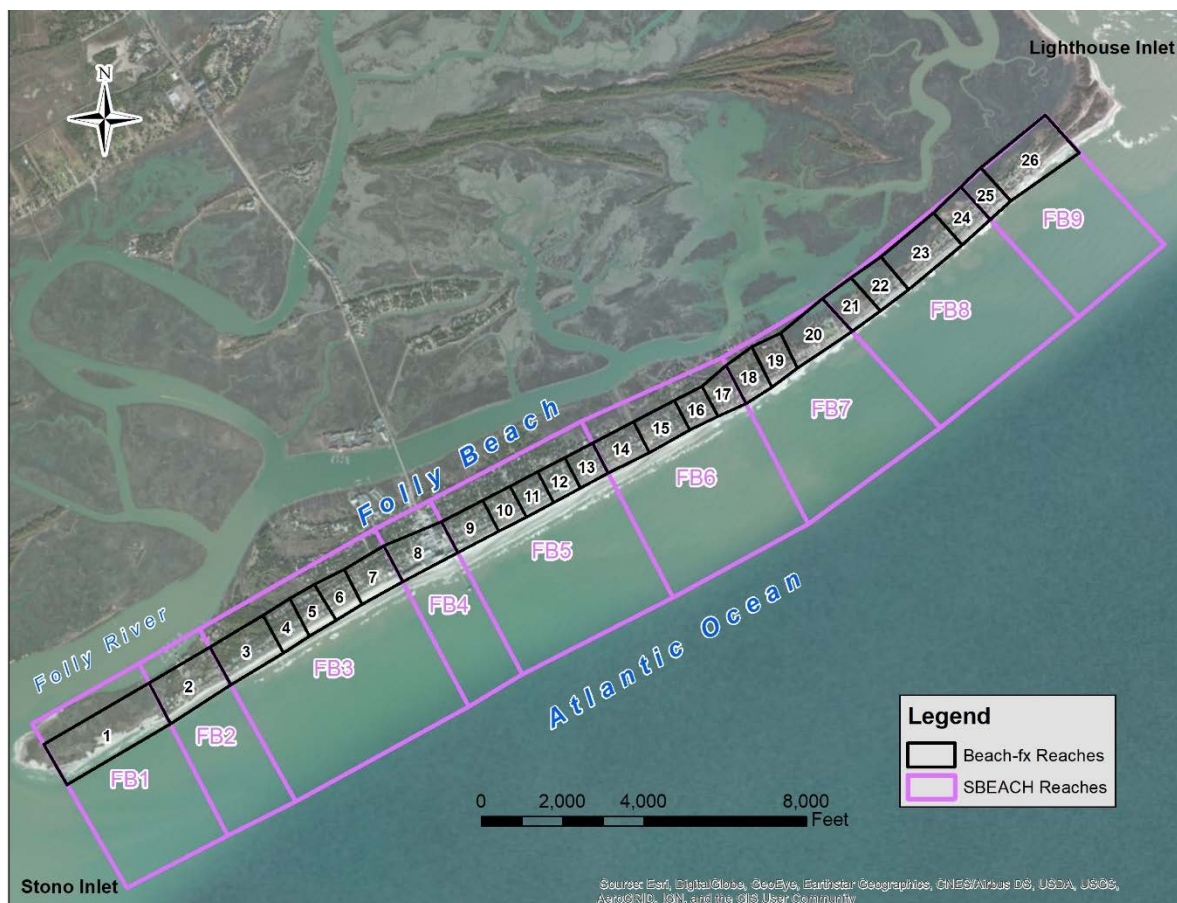 Lighthouse Inlet
N
26
25
24
FB9
23
22
FB8
21
20
19
18
FB7
17
16
15
14
FB6
13
12
11
10
9
FB5
Folly Beach
8
FB4
7
6
5
4
3
FB3
2
FB2
1
FB1
Folly River
Atlantic Ocean
Legend
Beach-fx Reaches
SBEACH Reaches
0 2,000 4,000 8,000
Feet
Stono Inlet
Source: Esri, DigitalGlobe, GeoEye, Earthstar Geographics, CNES/Airbus DS, USDA, USGS,
AeroGRID, IGN, and the GIS User Community